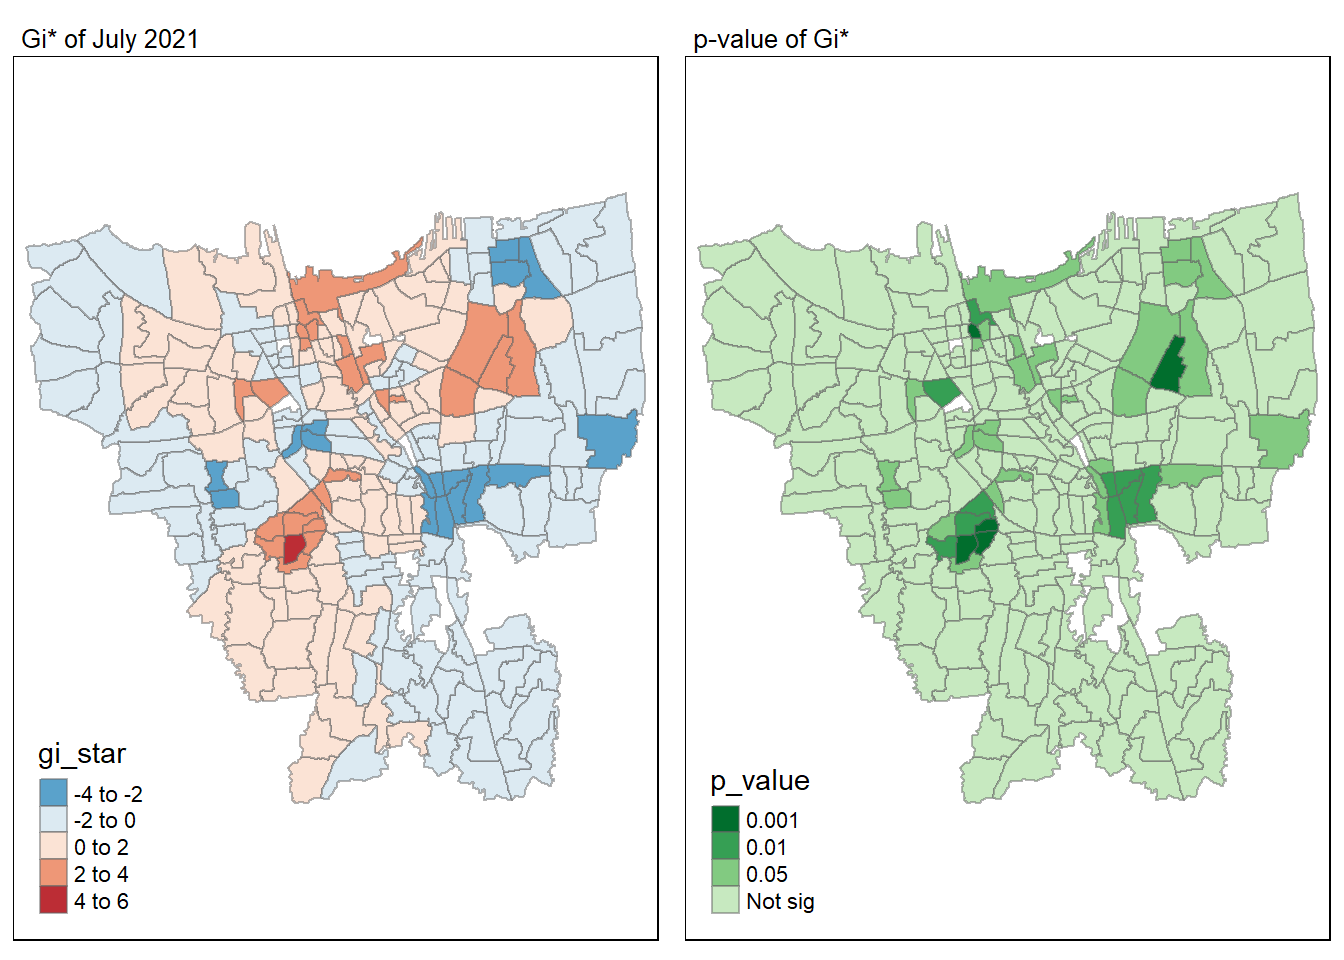 Gi* of July 2021
gi_star
-4 to -2
-2 to 0
0 to 2
2 to 4
4 to 6
p-value of Gi*
p_value
0.001
0.01
0.05
Not sig